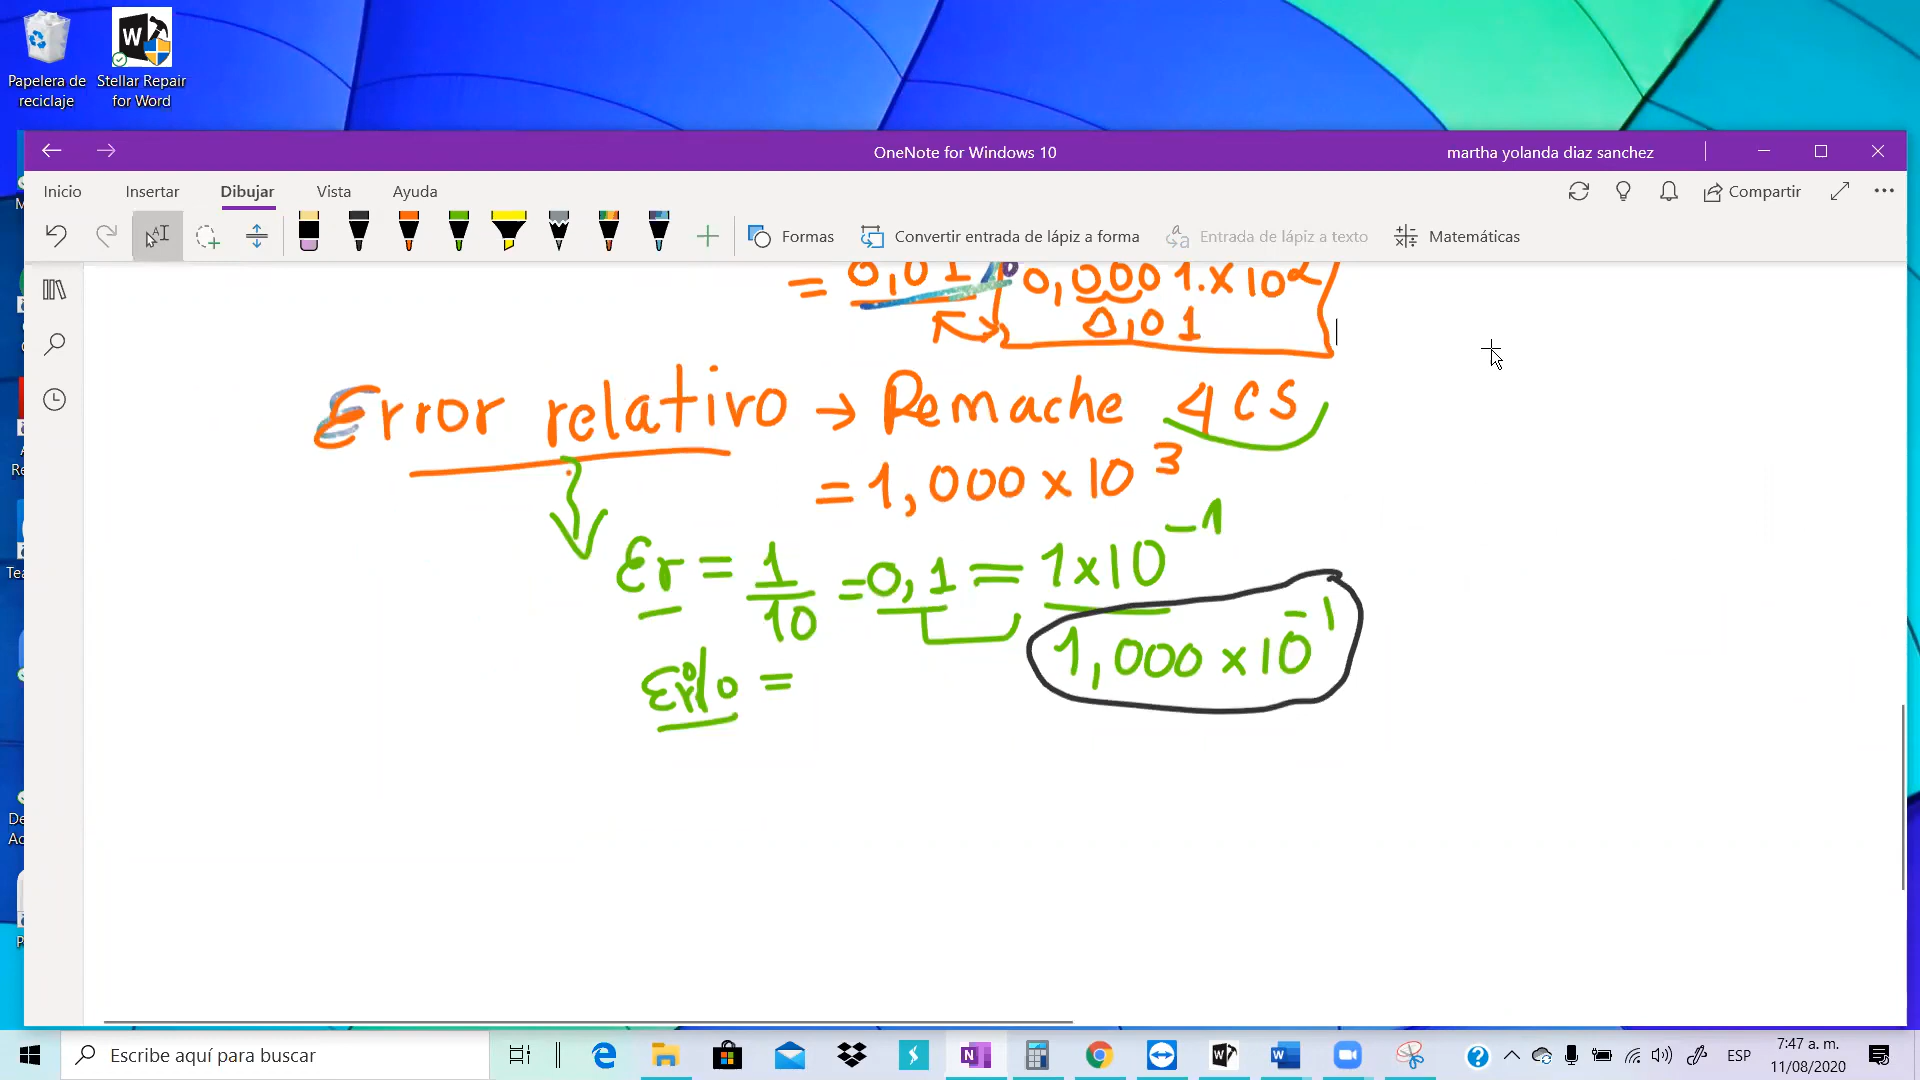 Papelera de reciclaje
Stellar Repair for Word
OneNote for Windows 10
martha yolanda diaz sanchez
Inicio Insertar Dibujar Vista Ayuda
Compartir
Formas Convertir entrada de lápiz a forma Entrada de lápiz a texto Matemáticas
= 0,01 0,0001.x10²
0,01
Error relativo → Remache 4 CS
= 1,000 x 10³
Er = 1/10 = 0,1 = 1x10⁻¹
1,000 x 10⁻¹
Er% =
Escribe aquí para buscar
ESP
7:47 a. m.
11/08/2020